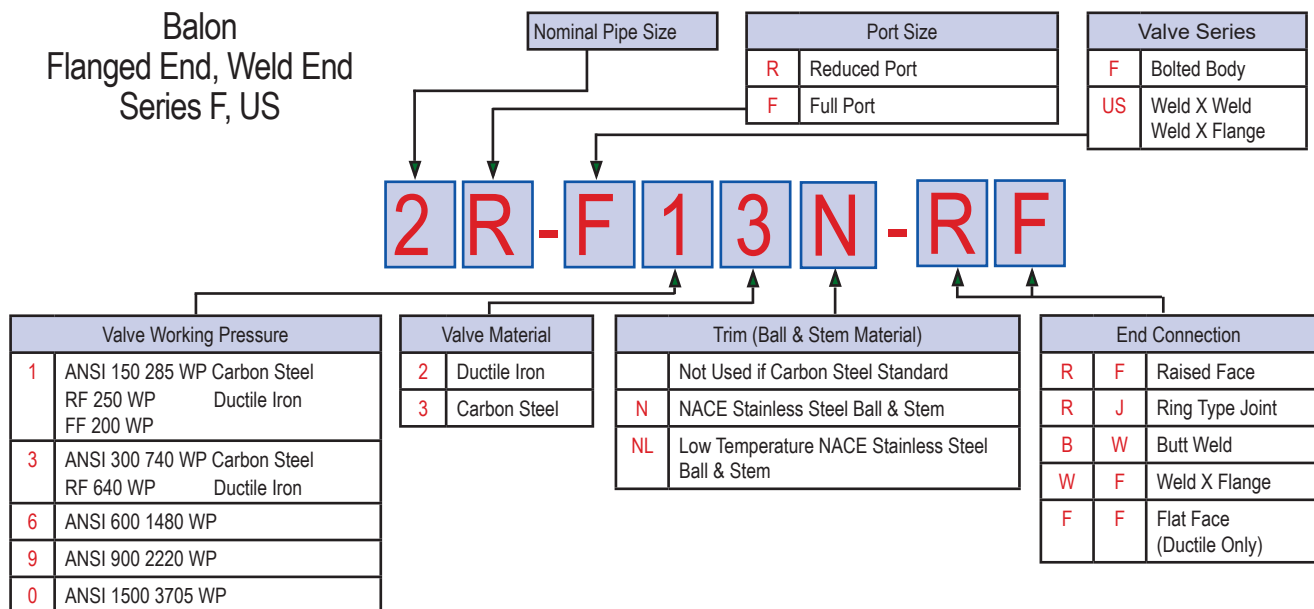 Balon
Flanged End, Weld End
Series F, US
Nominal Pipe Size
Port Size
R Reduced Port
F Full Port
Valve Series
F Bolted Body
US Weld X Weld
Weld X Flange
2R-F13N-RF
Valve Working Pressure
1 ANSI 150 285 WP Carbon Steel
RF 250 WP Ductile Iron
FF 200 WP
3 ANSI 300 740 WP Carbon Steel
RF 640 WP Ductile Iron
6 ANSI 600 1480 WP
9 ANSI 900 2220 WP
0 ANSI 1500 3705 WP
Valve Material
2 Ductile Iron
3 Carbon Steel
Trim (Ball & Stem Material)
Not Used if Carbon Steel Standard
N NACE Stainless Steel Ball & Stem
NL Low Temperature NACE Stainless Steel
Ball & Stem
End Connection
R F Raised Face
R J Ring Type Joint
B W Butt Weld
W F Weld X Flange
F F Flat Face
(Ductile Only)